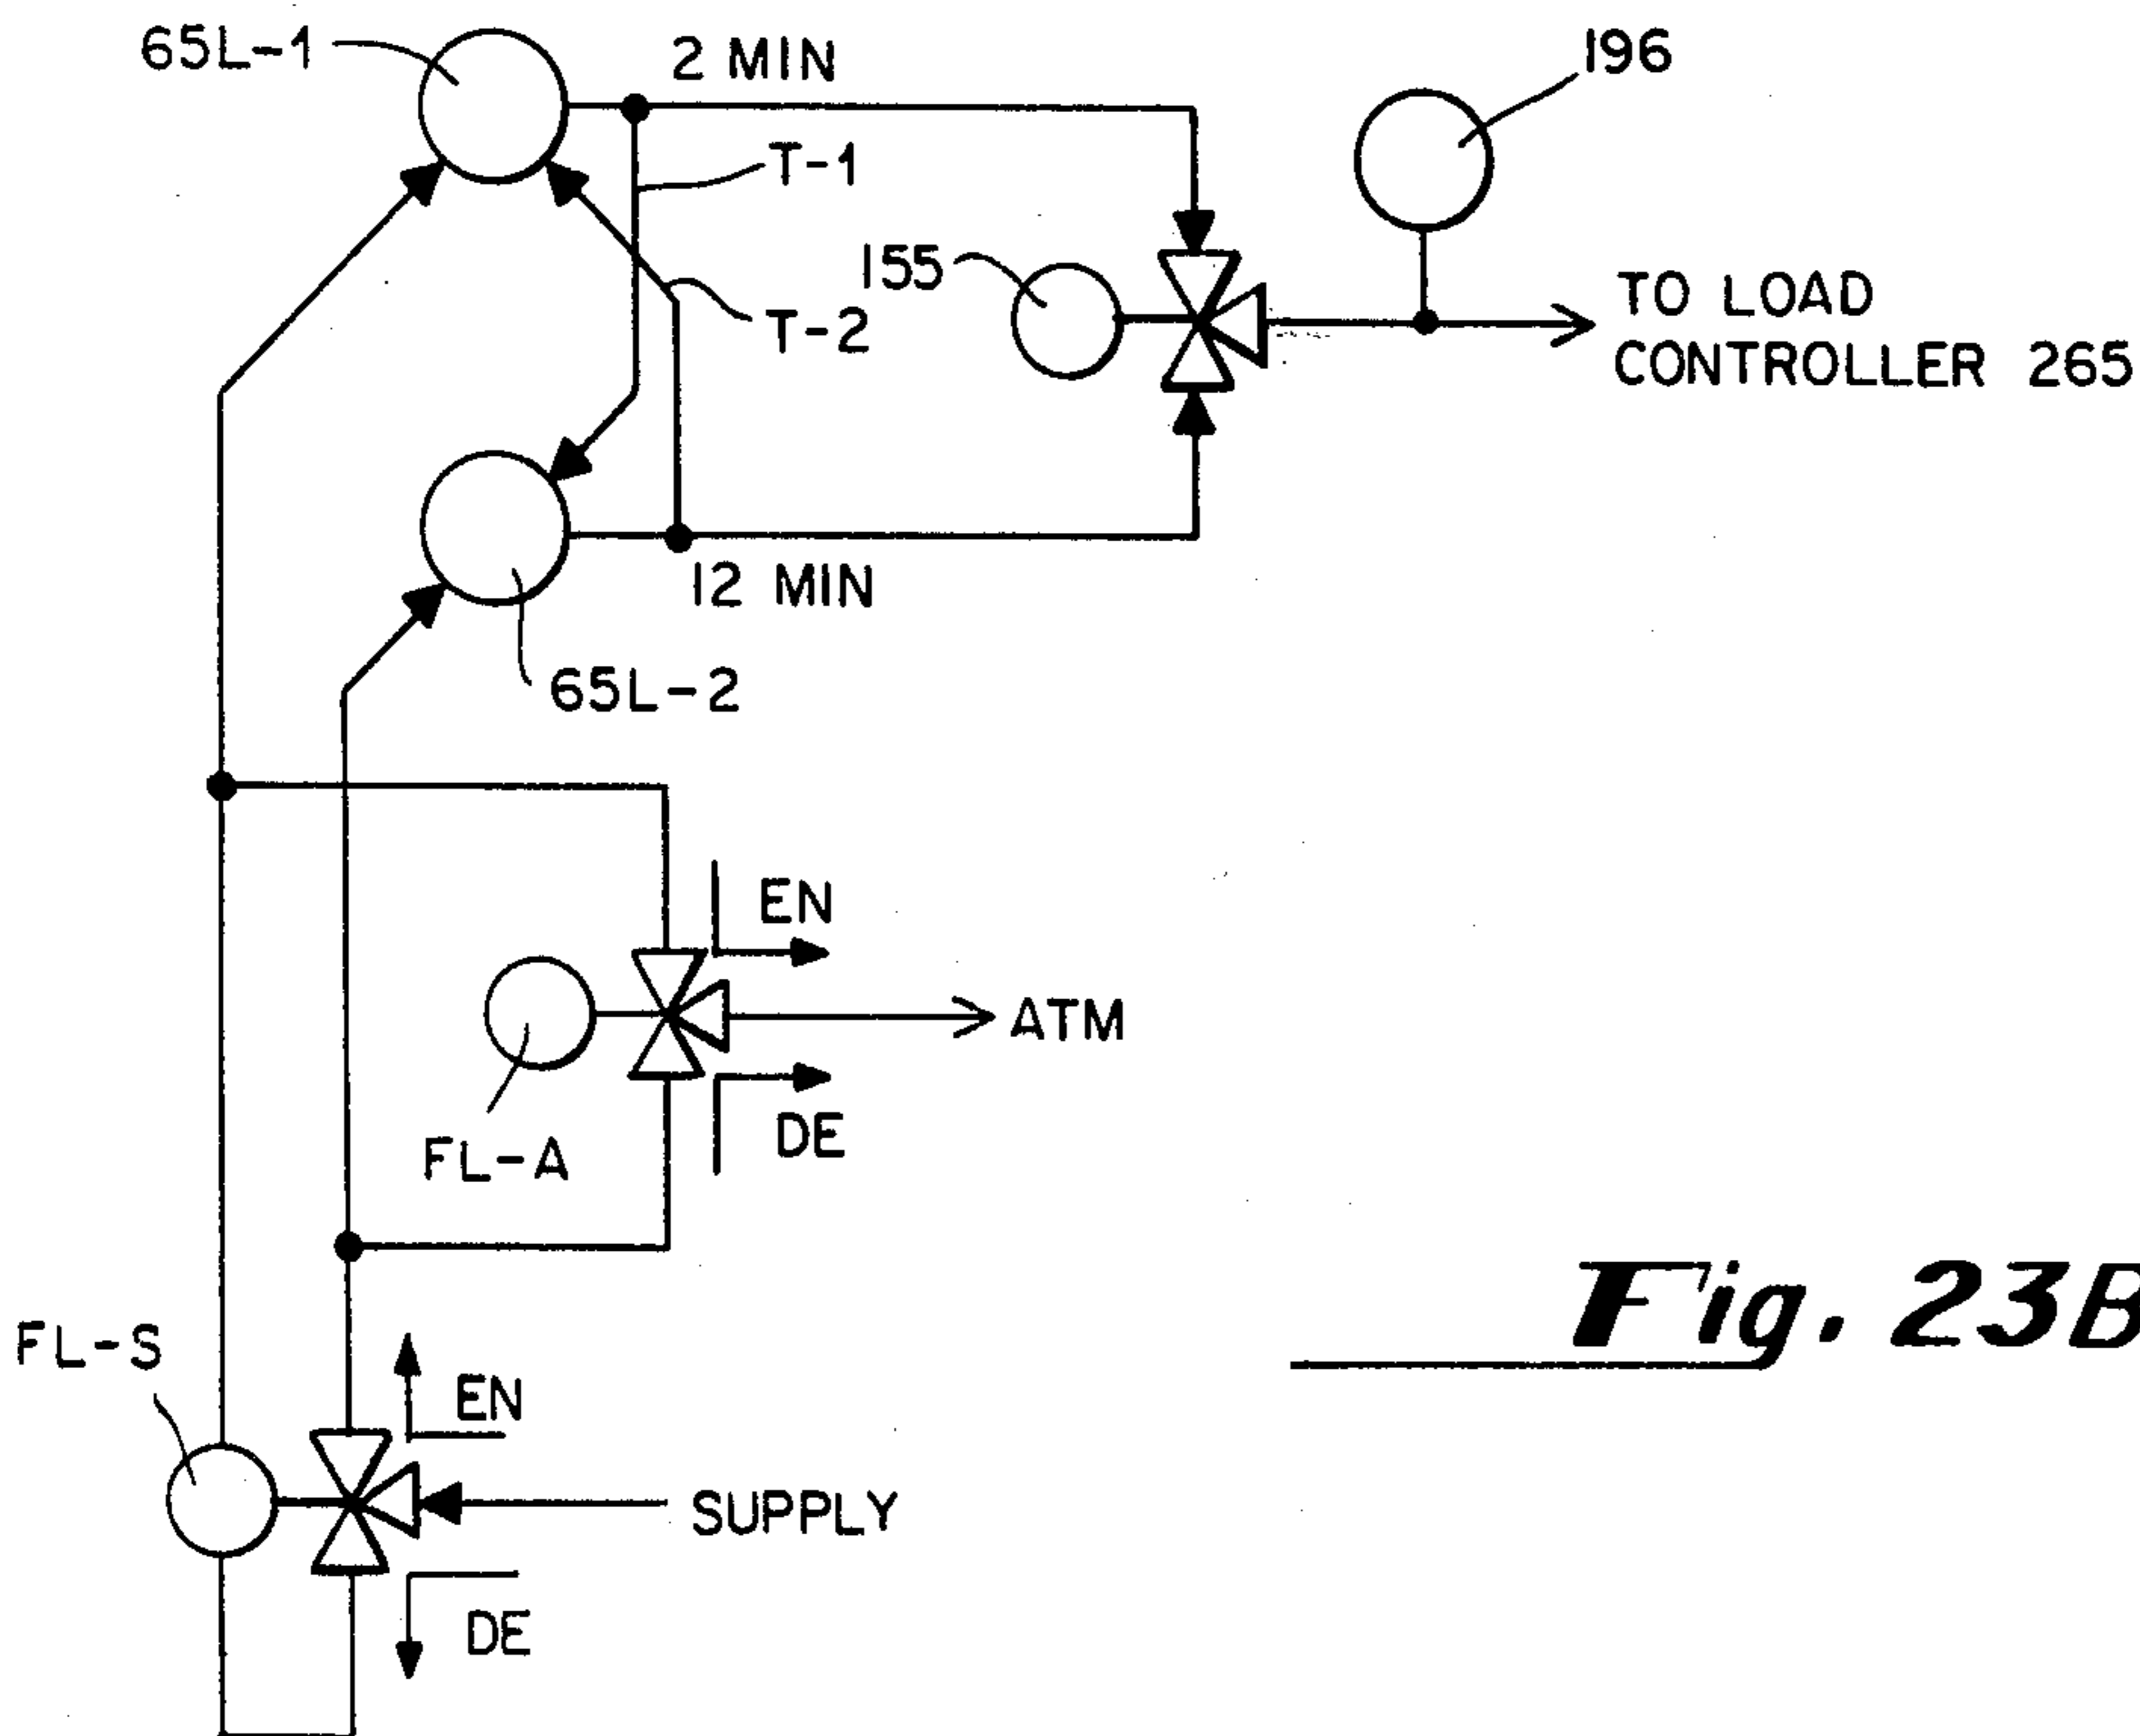 65L-1
2 MIN
196
T-1
155
T-2
TO LOAD
CONTROLLER 265
12 MIN
65L-2
EN
ATM
FL-A
DE
Fig. 23B
FL-S
EN
SUPPLY
DE